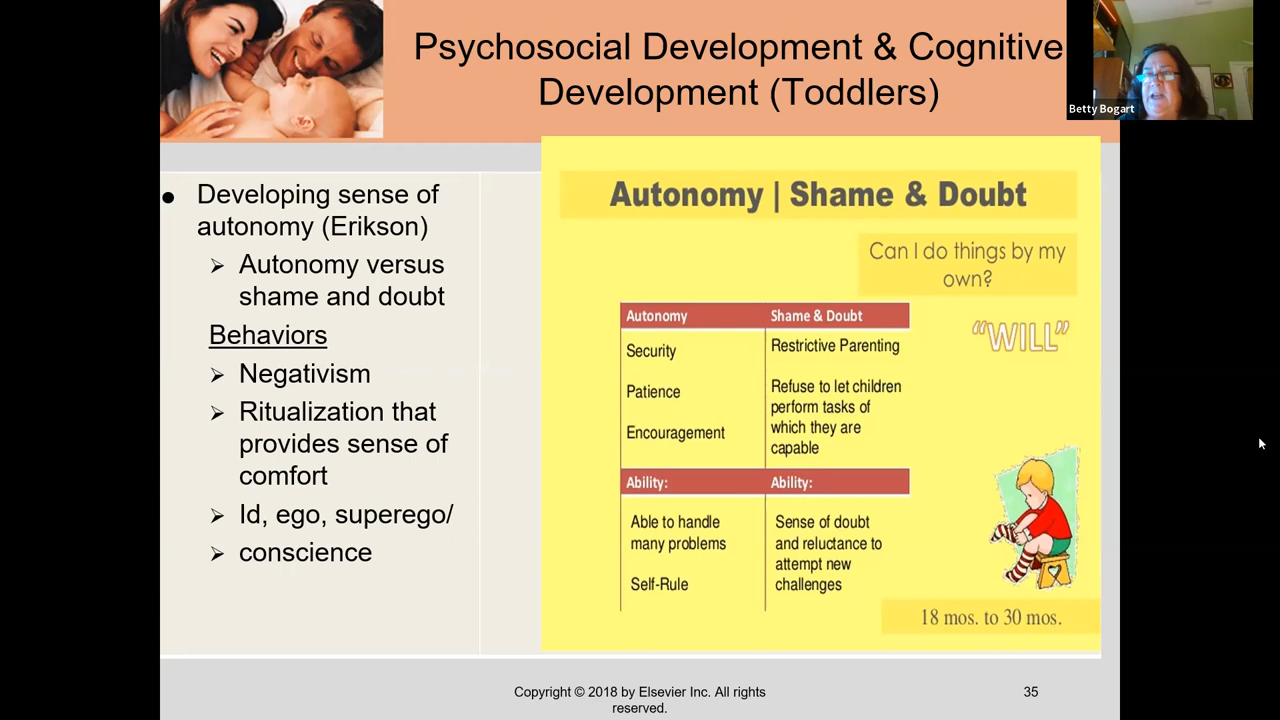 Psychosocial Development & Cognitive
Development (Toddlers)
Betty Bogart
• Developing sense of
autonomy (Erikson)
➢ Autonomy versus
shame and doubt
Behaviors
➢ Negativism
➢ Ritualization that
provides sense of
comfort
➢ Id, ego, superego/
➢ conscience
Autonomy | Shame & Doubt
Can I do things by my
own?
"WILL"
Autonomy Shame & Doubt
Security Restrictive Parenting
Patience Refuse to let children
perform tasks of
Encouragement which they are
capable
Ability: Ability:
Able to handle Sense of doubt
many problems and reluctance to
attempt new
Self-Rule challenges
18 mos. to 30 mos.
Copyright © 2018 by Elsevier Inc. All rights
reserved.
35